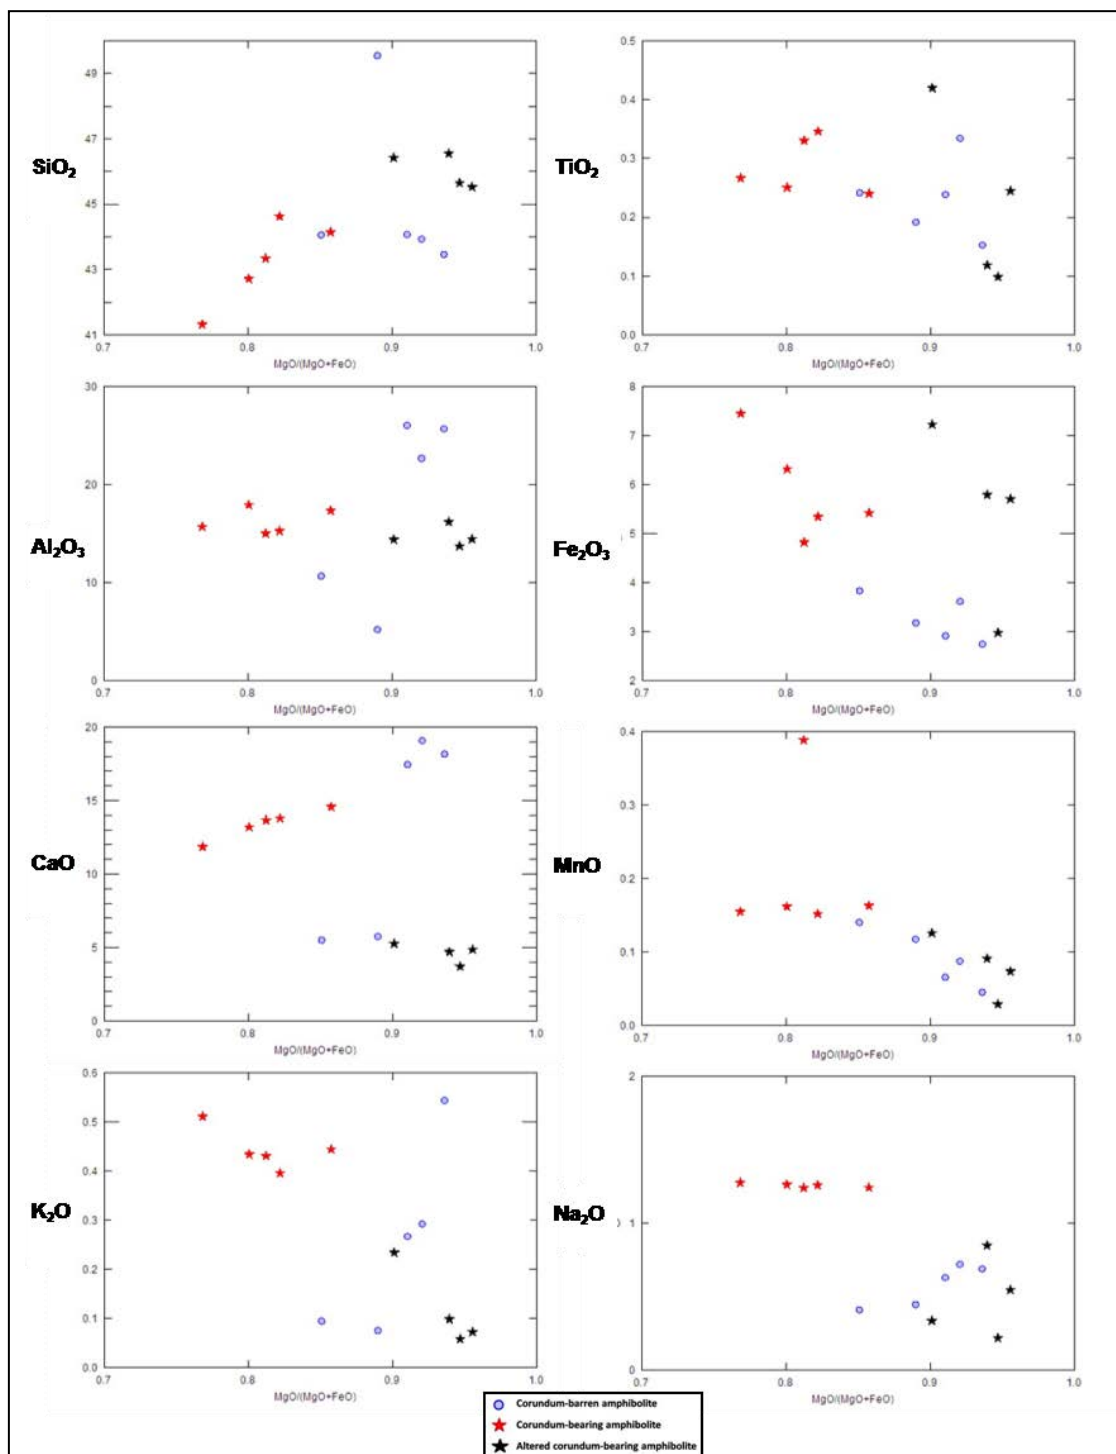 49
47
SiO₂
45
43
41
0.7 0.8 0.9 1.0
MgO/(MgO+FeO)
0.5
0.4
0.3
TiO₂
0.2
0.1
0.0
0.7 0.8 0.9 1.0
MgO/(MgO+FeO)
30
20
Al₂O₃
10
0
0.7 0.8 0.9 1.0
MgO/(MgO+FeO)
8
7
6
5
Fe₂O₃
4
3
2
0.7 0.8 0.9 1.0
MgO/(MgO+FeO)
20
15
10
CaO
5
0
0.7 0.8 0.9 1.0
MgO/(MgO+FeO)
0.4
0.3
0.2
MnO
0.1
0.0
0.7 0.8 0.9 1.0
MgO/(MgO+FeO)
0.6
0.5
0.4
0.3
K₂O
0.2
0.1
0.0
0.7 0.8 0.9 1.0
MgO/(MgO+FeO)
2
Na₂O
1
0
0.7 0.8 0.9 1.0
MgO/(MgO+FeO)
Corundum-barren amphibolite
Corundum-bearing amphibolite
Altered corundum-bearing amphibolite